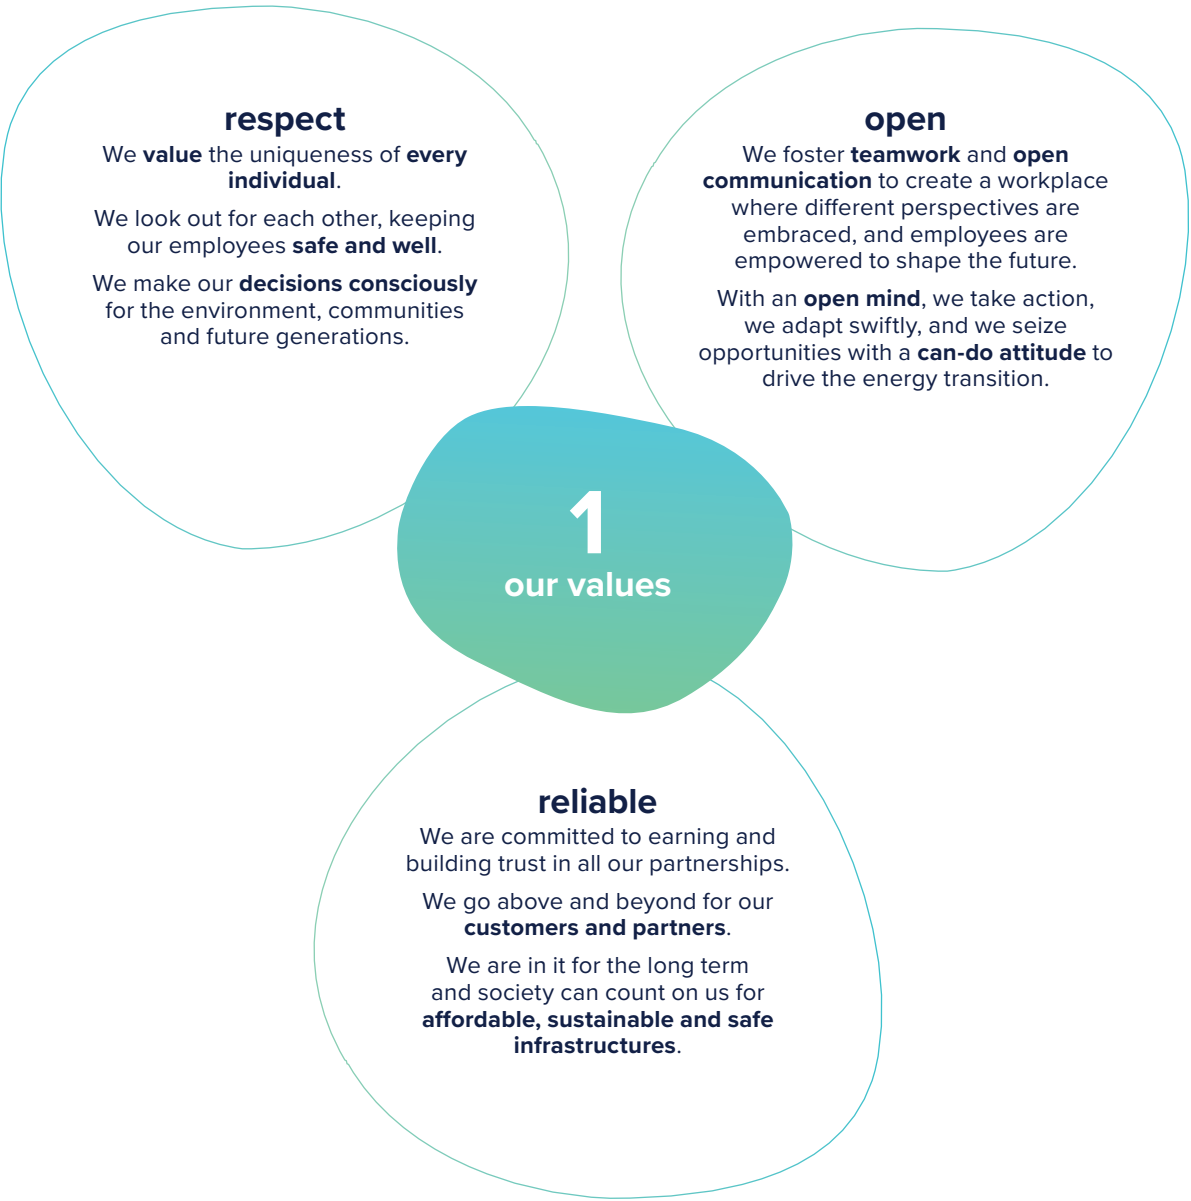 respect
We value the uniqueness of every
individual.
We look out for each other, keeping
our employees safe and well.
We make our decisions consciously
for the environment, communities
and future generations.
open
We foster teamwork and open
communication to create a workplace
where different perspectives are
embraced, and employees are
empowered to shape the future.
With an open mind, we take action,
we adapt swiftly, and we seize
opportunities with a can-do attitude to
drive the energy transition.
1
our values
reliable
We are committed to earning and
building trust in all our partnerships.
We go above and beyond for our
customers and partners.
We are in it for the long term
and society can count on us for
affordable, sustainable and safe
infrastructures.